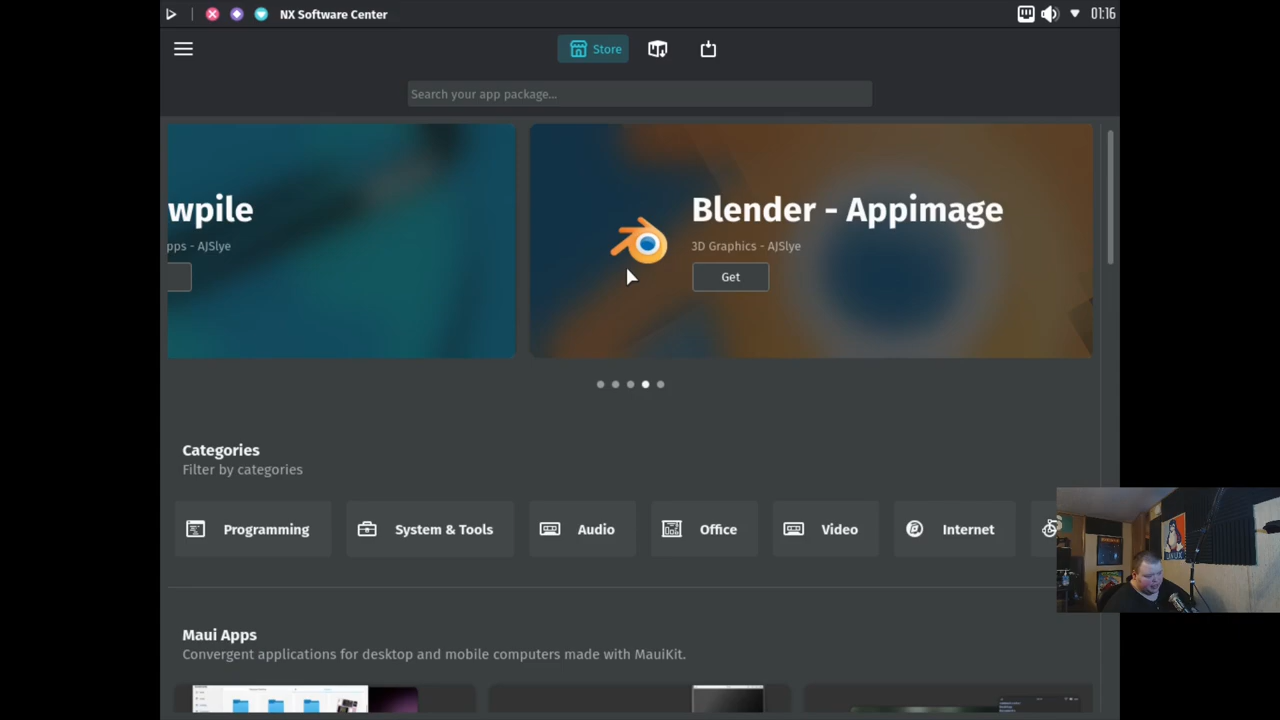 NX Software Center
01:16
Store
Search your app package...
wpile
pps - AJSlye
Blender - Appimage
3D Graphics - AJSlye
Get
Categories
Filter by categories
Programming
System & Tools
Audio
Office
Video
Internet
Maui Apps
Convergent applications for desktop and mobile computers made with MauiKit.